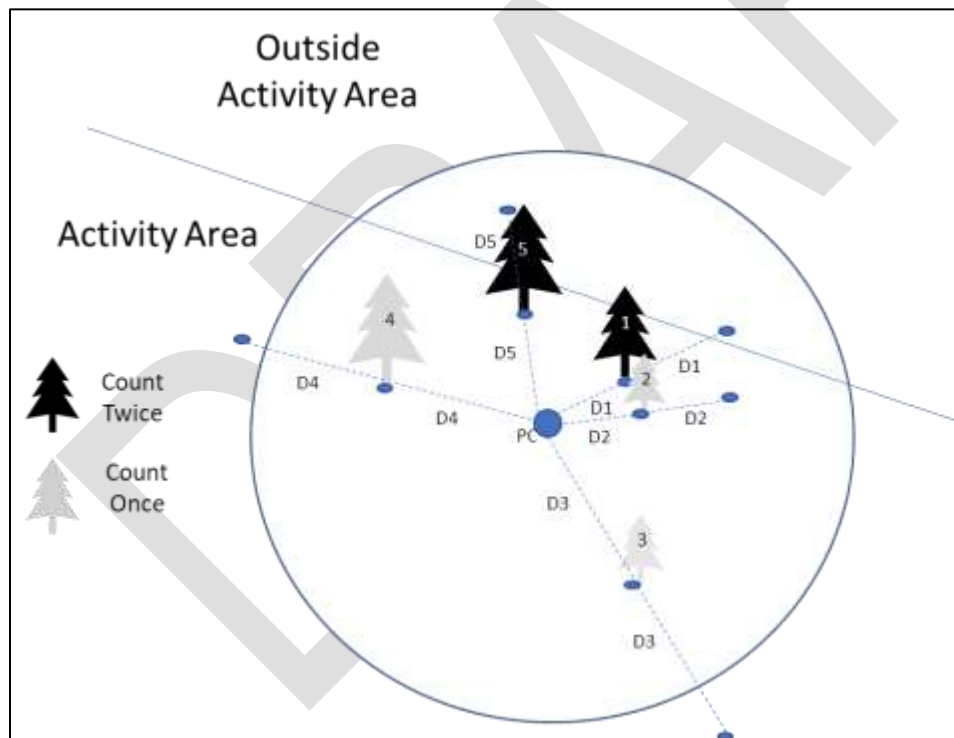 Outside
Activity Area
Activity Area
D5
5
4
1
D1
D5
2
D4
D1
D2
Count
Twice
D4
PC
D2
Count
Once
D3
3
D3